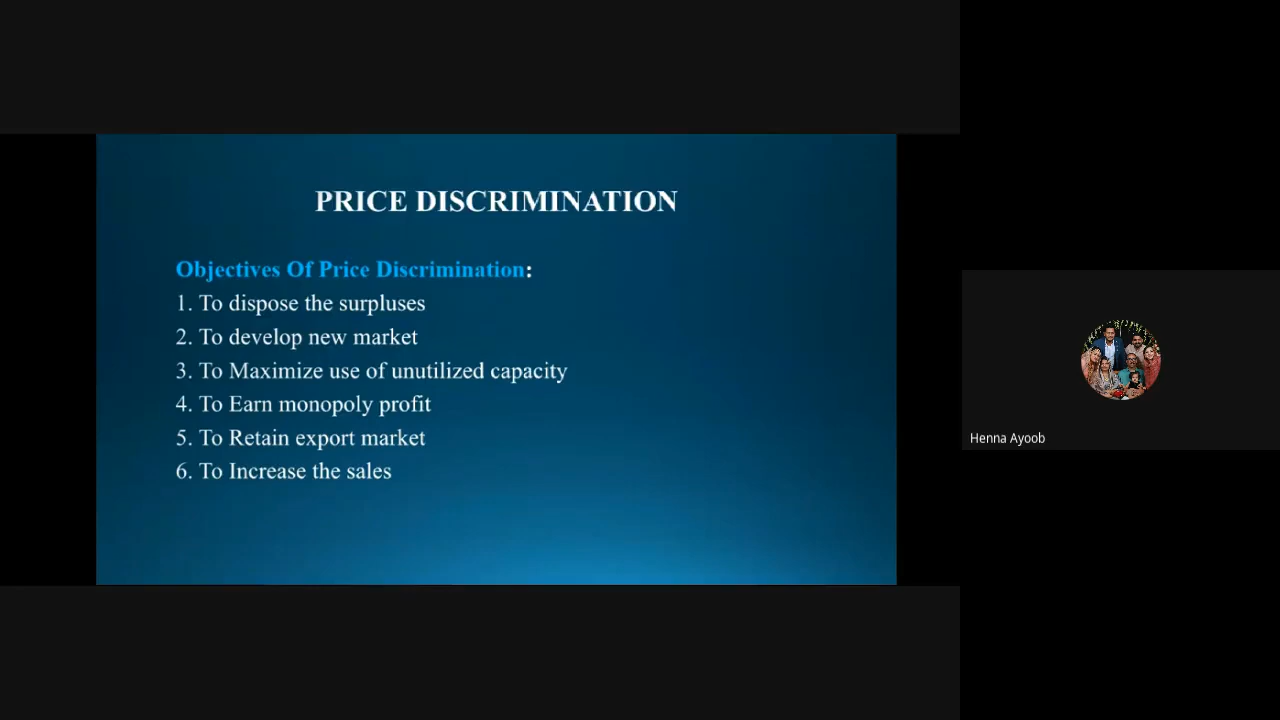 PRICE DISCRIMINATION
Objectives Of Price Discrimination:
1. To dispose the surpluses
2. To develop new market
3. To Maximize use of unutilized capacity
4. To Earn monopoly profit
5. To Retain export market
6. To Increase the sales
Henna Ayoob